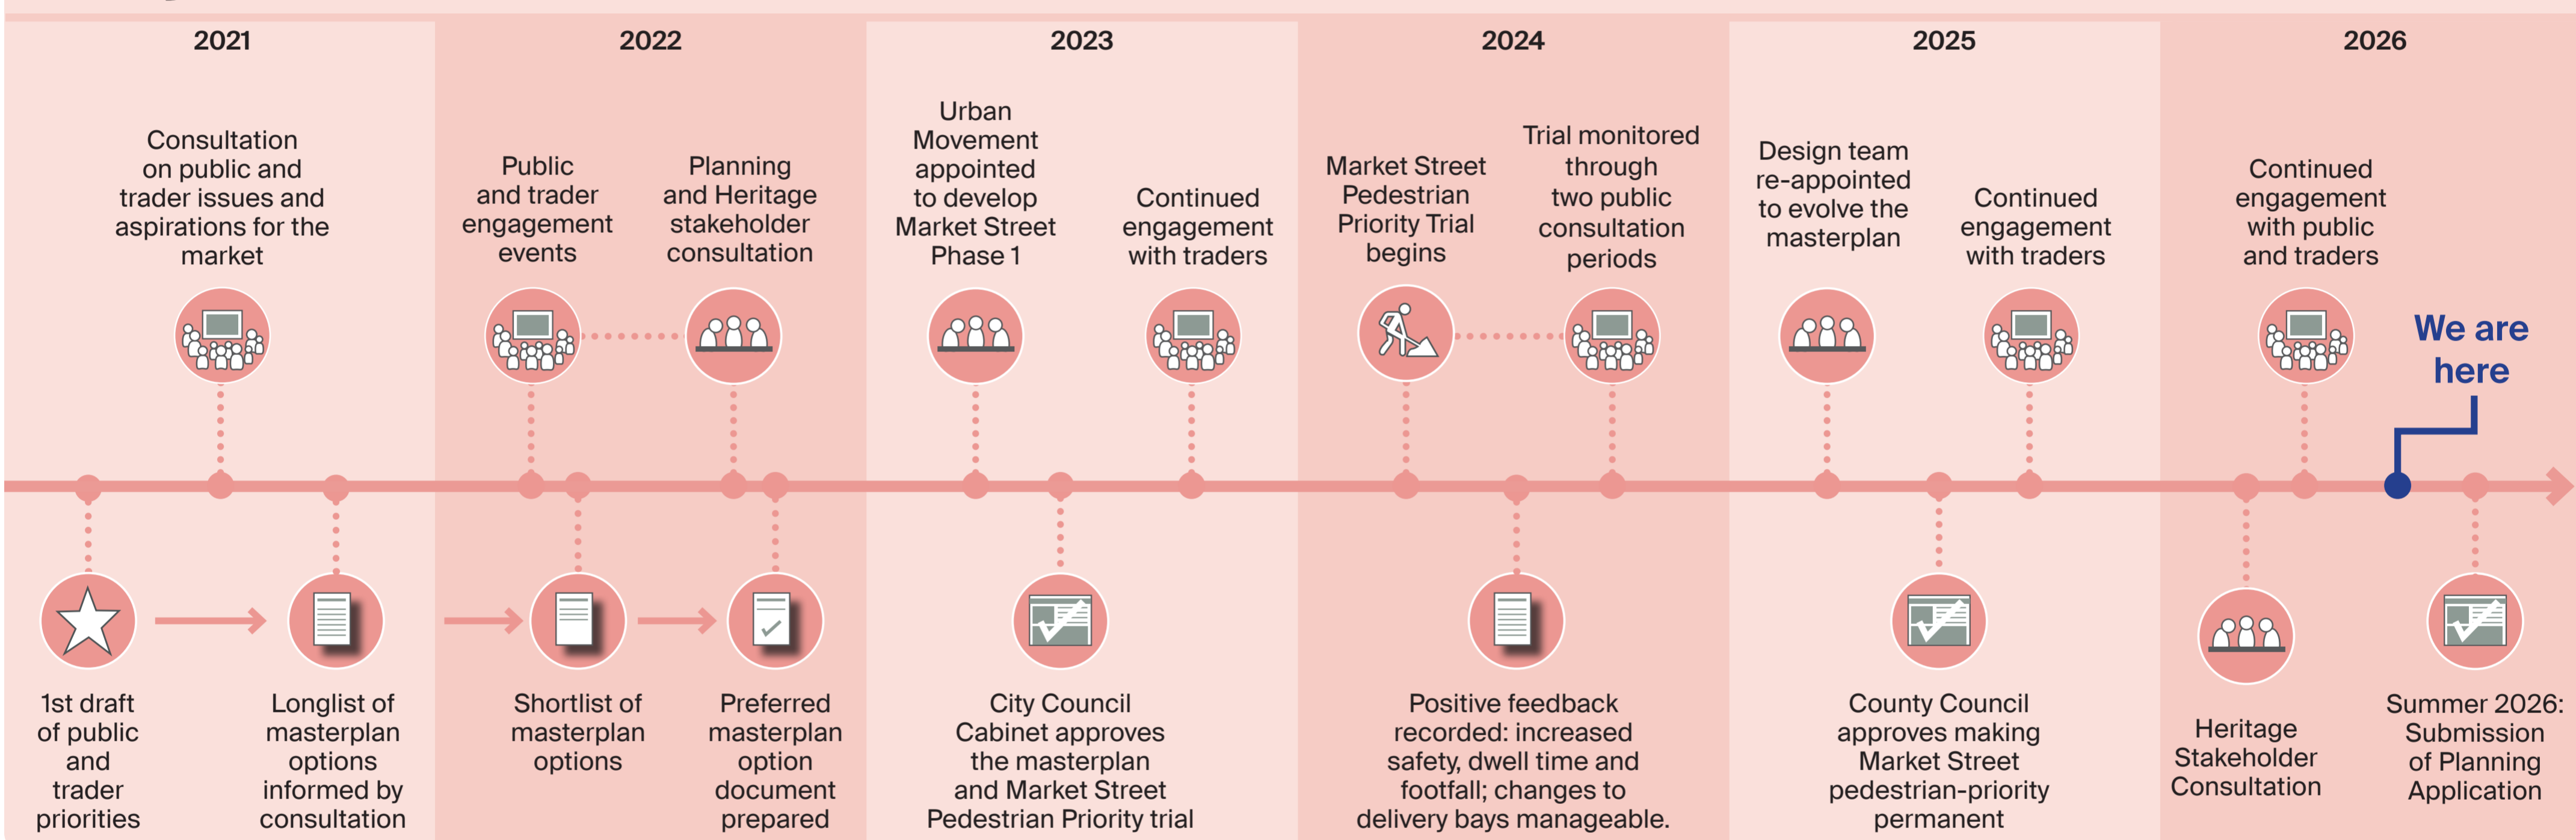 2021
2022
2023
2024
2025
2026
Consultation
on public and
trader issues and
aspirations for the
market
Public
and trader
engagement
events
Planning
and Heritage
stakeholder
consultation
Urban
Movement
appointed
to develop
Market Street
Phase 1
Continued
engagement
with traders
Market Street
Pedestrian
Priority Trial
begins
Trial monitored
through
two public
consultation
periods
Design team
re-appointed
to evolve the
masterplan
Continued
engagement
with traders
Continued
engagement
with public
and traders
We are
here
1st draft
of public
and
trader
priorities
Longlist of
masterplan
options
informed by
consultation
Shortlist of
masterplan
options
Preferred
masterplan
option
document
prepared
City Council
Cabinet approves
the masterplan
and Market Street
Pedestrian Priority trial
Positive feedback
recorded: increased
safety, dwell time and
footfall; changes to
delivery bays manageable.
County Council
approves making
Market Street
pedestrian-priority
permanent
Heritage
Stakeholder
Consultation
Summer 2026:
Submission
of Planning
Application